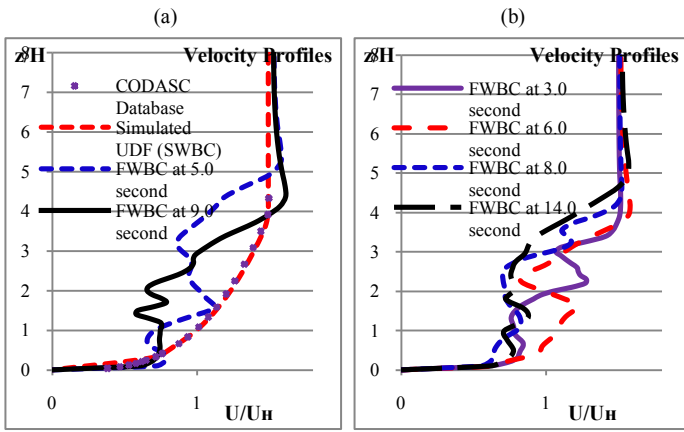 (a)
(b)
z/H
Velocity Profiles
8
7
6
5
4
3
2
1
0
CODASC
Database
Simulated
UDF (SWBC)
FWBC at 5.0
second
FWBC at 9.0
second
0
1
U/UH
z/H
Velocity Profiles
8
7
6
5
4
3
2
1
0
FWBC at 3.0
second
FWBC at 6.0
second
FWBC at 8.0
second
FWBC at 14.0
second
0
1
U/UH